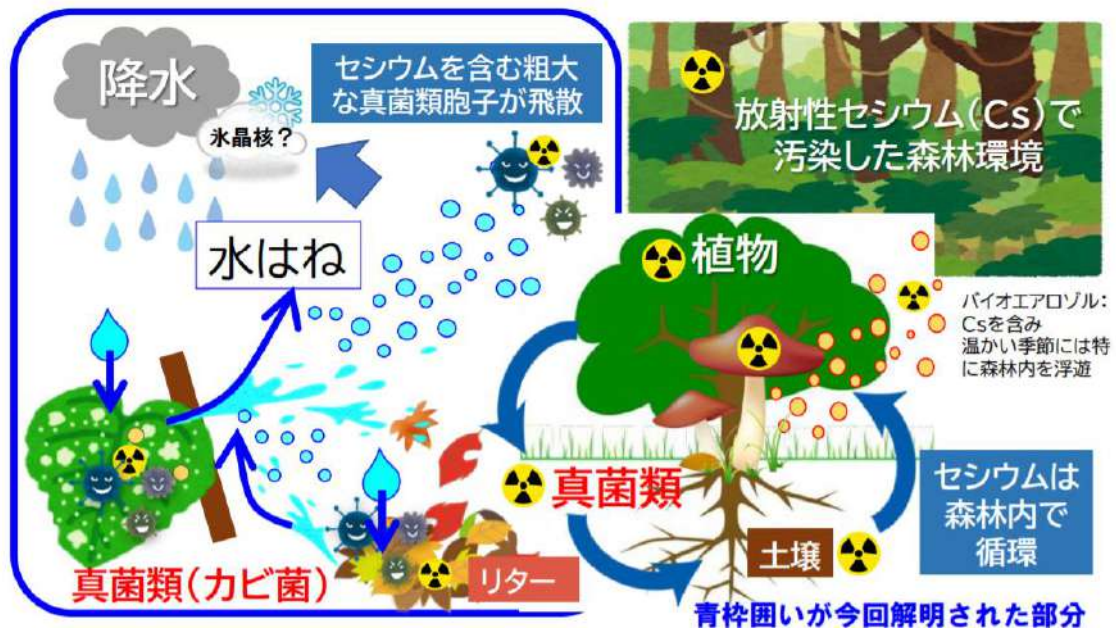 降水
氷晶核？
セシウムを含む粗大
な真菌類胞子が飛散
水はね
真菌類（カビ菌）
リター
放射性セシウム（Cs）で
汚染した森林環境
植物
バイオエアロゾル：
Csを含み
温かい季節には特
に森林内を浮遊
真菌類
土壌
セシウムは
森林内で
循環
青枠囲いが今回解明された部分